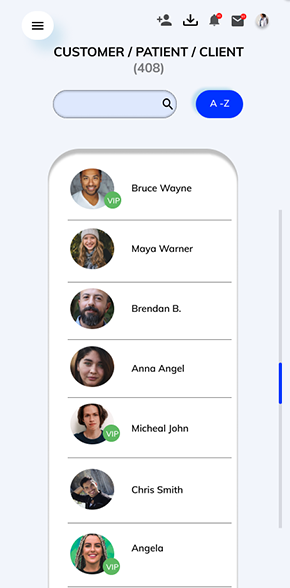 CUSTOMER / PATIENT / CLIENT
(408)
A -Z
Bruce Wayne
VIP
Maya Warner
Brendan B.
Anna Angel
Micheal John
VIP
Chris Smith
Angela
VIP